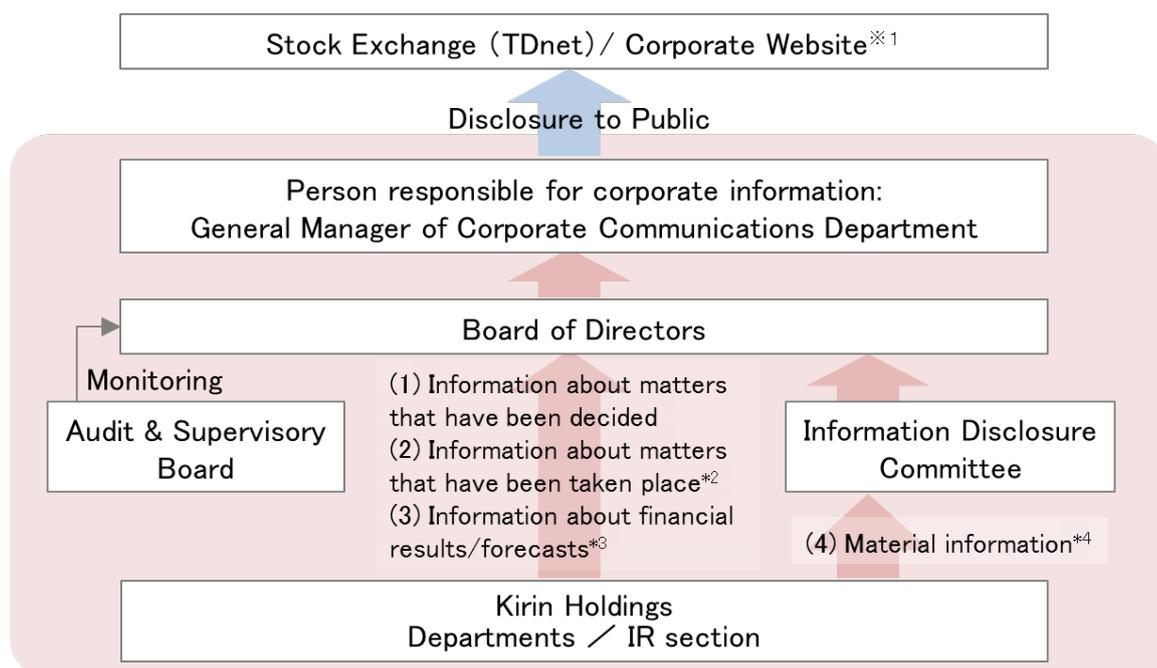 Stock Exchange (TDnet)/ Corporate Website※1
Disclosure to Public
Person responsible for corporate information:
General Manager of Corporate Communications Department
Board of Directors
Monitoring
Audit & Supervisory
Board
(1) Information about matters
that have been decided
(2) Information about matters
that have been taken place*2
(3) Information about financial
results/forecasts*3
Information Disclosure
Committee
(4) Material information*4
Kirin Holdings
Departments ／ IR section